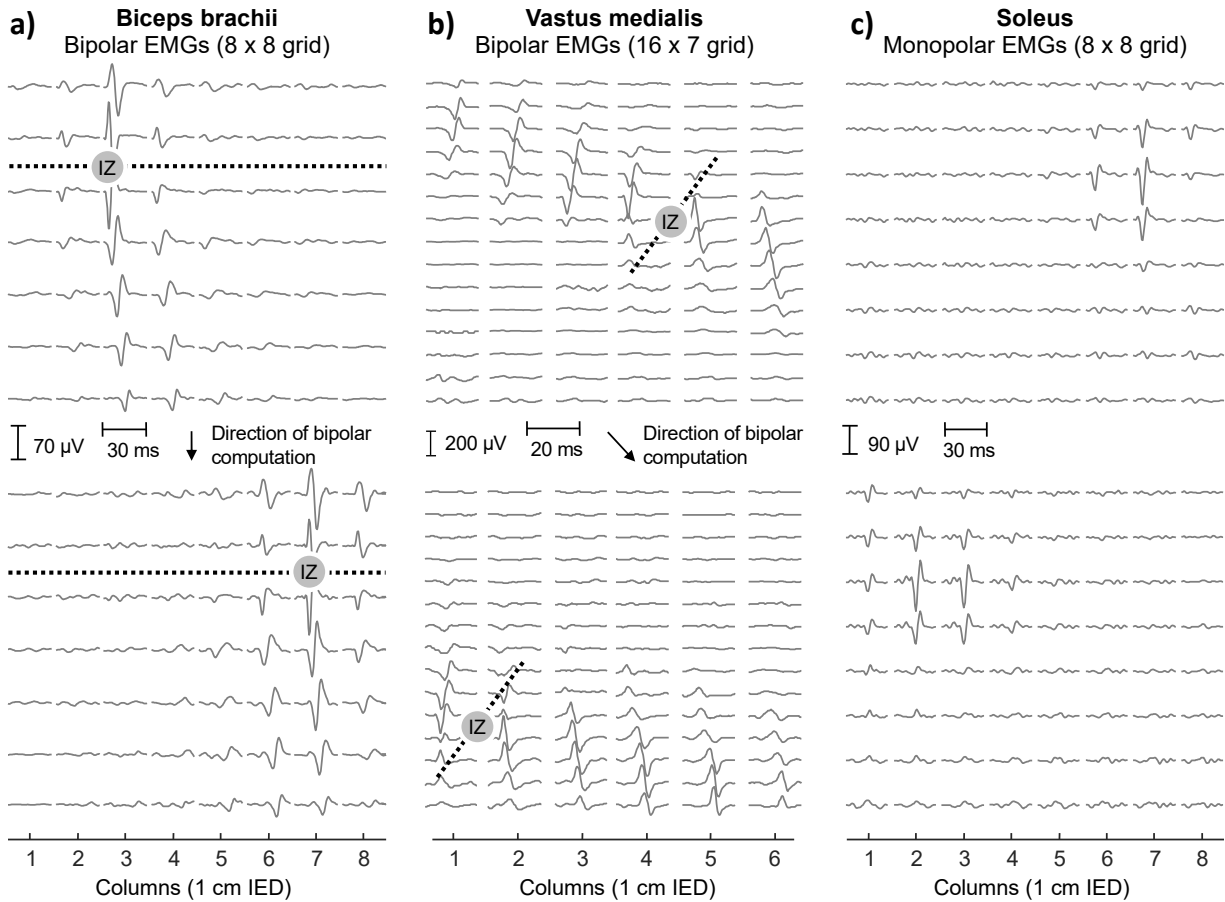 a)
Biceps brachii
Bipolar EMGs (8 x 8 grid)
IZ
70 µV
30 ms
Direction of bipolar
computation
IZ
1 2 3 4 5 6 7 8
Columns (1 cm IED)
b)
Vastus medialis
Bipolar EMGs (16 x 7 grid)
IZ
200 µV
20 ms
Direction of bipolar
computation
IZ
1 2 3 4 5 6
Columns (1 cm IED)
c)
Soleus
Monopolar EMGs (8 x 8 grid)
90 µV
30 ms
1 2 3 4 5 6 7 8
Columns (1 cm IED)